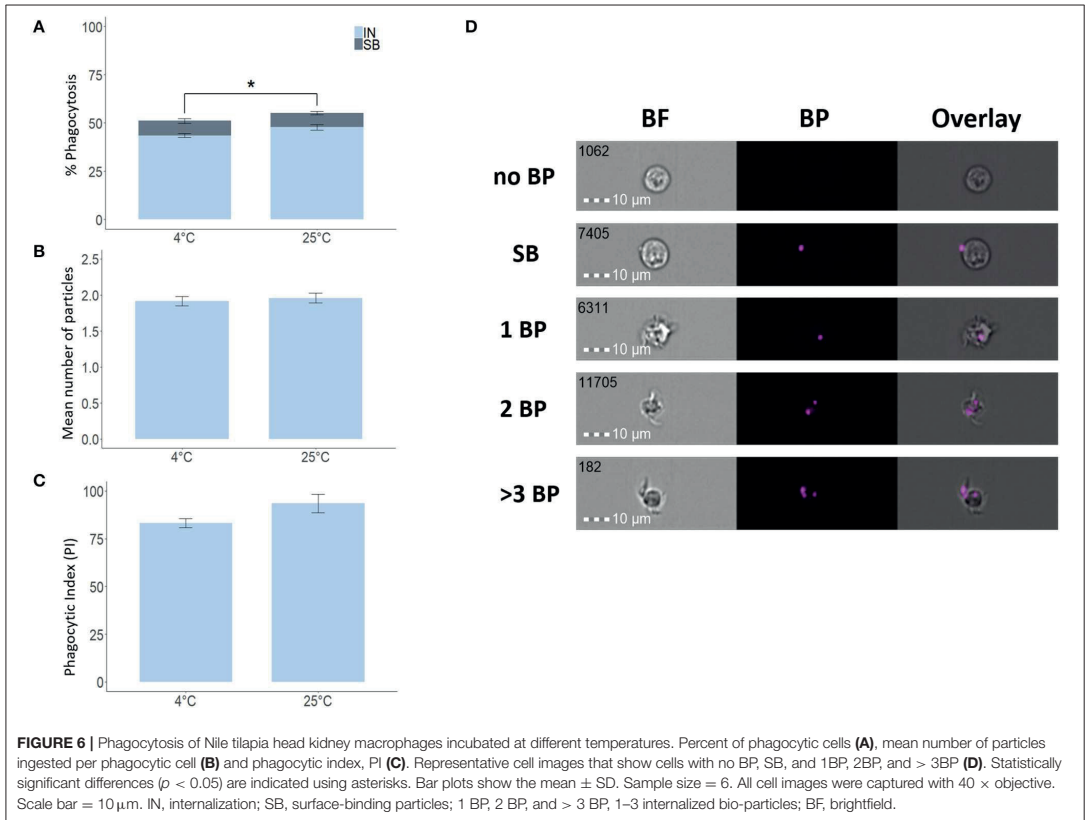 A
100
75
50
25
0
% Phagocytosis
IN
SB
*
4°C
25°C
B
2.5
2.0
1.5
1.0
0.5
0.0
Mean number of particles
4°C
25°C
C
100
75
50
25
0
Phagocytic Index (PI)
4°C
25°C
D
BF BP Overlay
no BP
1062
10 µm
SB
7405
10 µm
1 BP
6311
10 µm
2 BP
11705
10 µm
>3 BP
182
10 µm
FIGURE 6 | Phagocytosis of Nile tilapia head kidney macrophages incubated at different temperatures. Percent of phagocytic cells (A), mean number of particles
ingested per phagocytic cell (B) and phagocytic index, PI (C). Representative cell images that show cells with no BP, SB, and 1BP, 2BP, and > 3BP (D). Statistically
significant differences (p < 0.05) are indicated using asterisks. Bar plots show the mean ± SD. Sample size = 6. All cell images were captured with 40 × objective.
Scale bar = 10 µm. IN, internalization; SB, surface-binding particles; 1 BP, 2 BP, and > 3 BP, 1–3 internalized bio-particles; BF, brightfield.